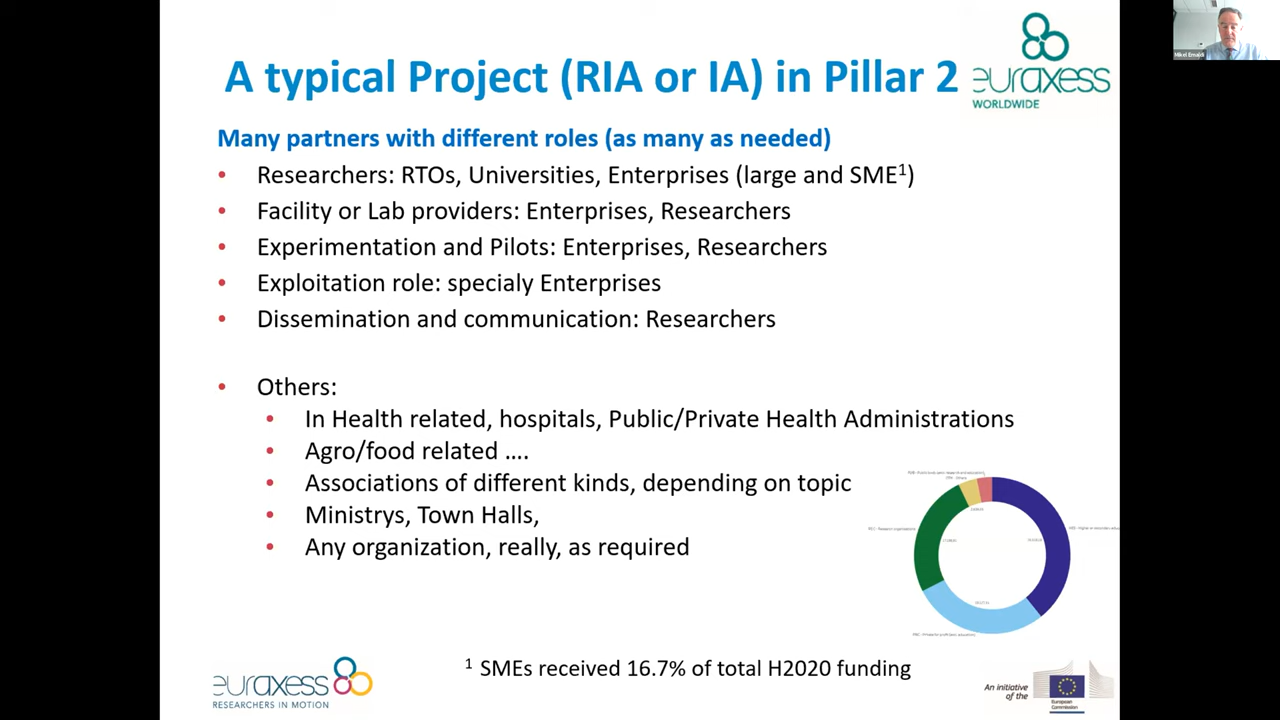 Mikel Emaldi
A typical Project (RIA or IA) in Pillar 2
euraxess
WORLDWIDE
Many partners with different roles (as many as needed)
• Researchers: RTOs, Universities, Enterprises (large and SME¹)
• Facility or Lab providers: Enterprises, Researchers
• Experimentation and Pilots: Enterprises, Researchers
• Exploitation role: specialy Enterprises
• Dissemination and communication: Researchers
• Others:
• In Health related, hospitals, Public/Private Health Administrations
• Agro/food related ....
• Associations of different kinds, depending on topic
• Ministrys, Town Halls,
• Any organization, really, as required
¹ SMEs received 16.7% of total H2020 funding
euraxess
RESEARCHERS IN MOTION
An initiative
of the
European
Commission